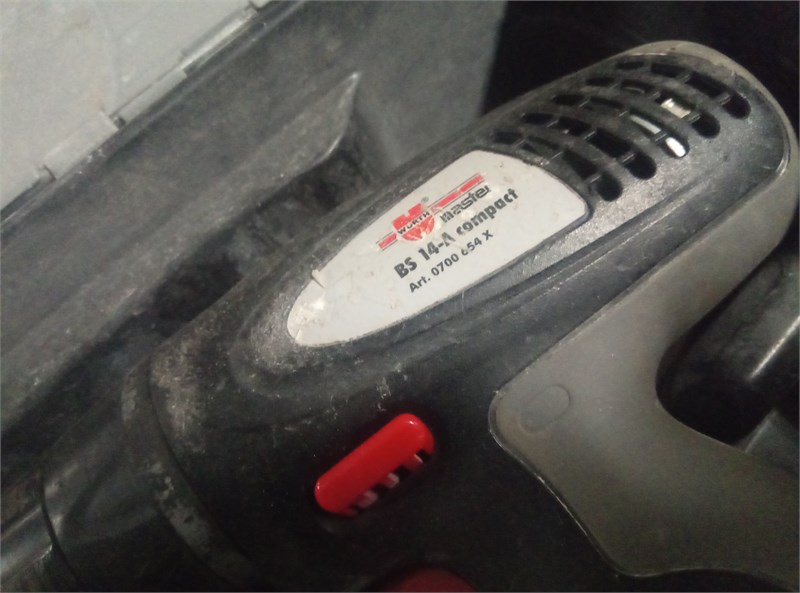 WÜRTH master
BS 14-A compact
Art. 0700 654 X